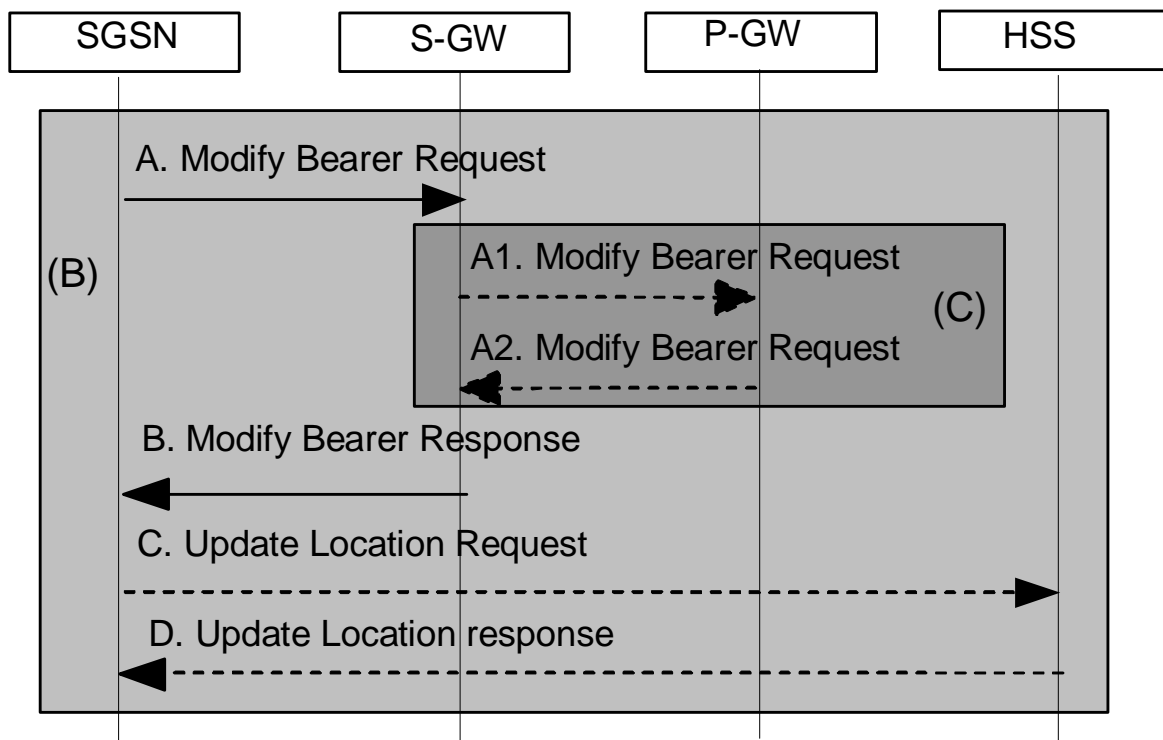 SGSN
S-GW
P-GW
HSS
A. Modify Bearer Request
A1. Modify Bearer Request
(B)
(C)
A2. Modify Bearer Request
B. Modify Bearer Response
C. Update Location Request
D. Update Location response